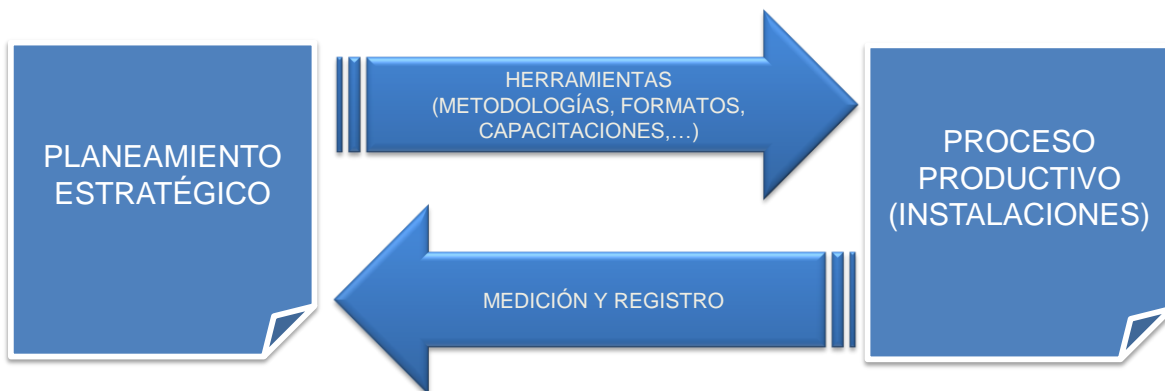 PLANEAMIENTO
ESTRATÉGICO
HERRAMIENTAS
(METODOLOGÍAS, FORMATOS,
CAPACITACIONES,...)
MEDICIÓN Y REGISTRO
PROCESO
PRODUCTIVO
(INSTALACIONES)